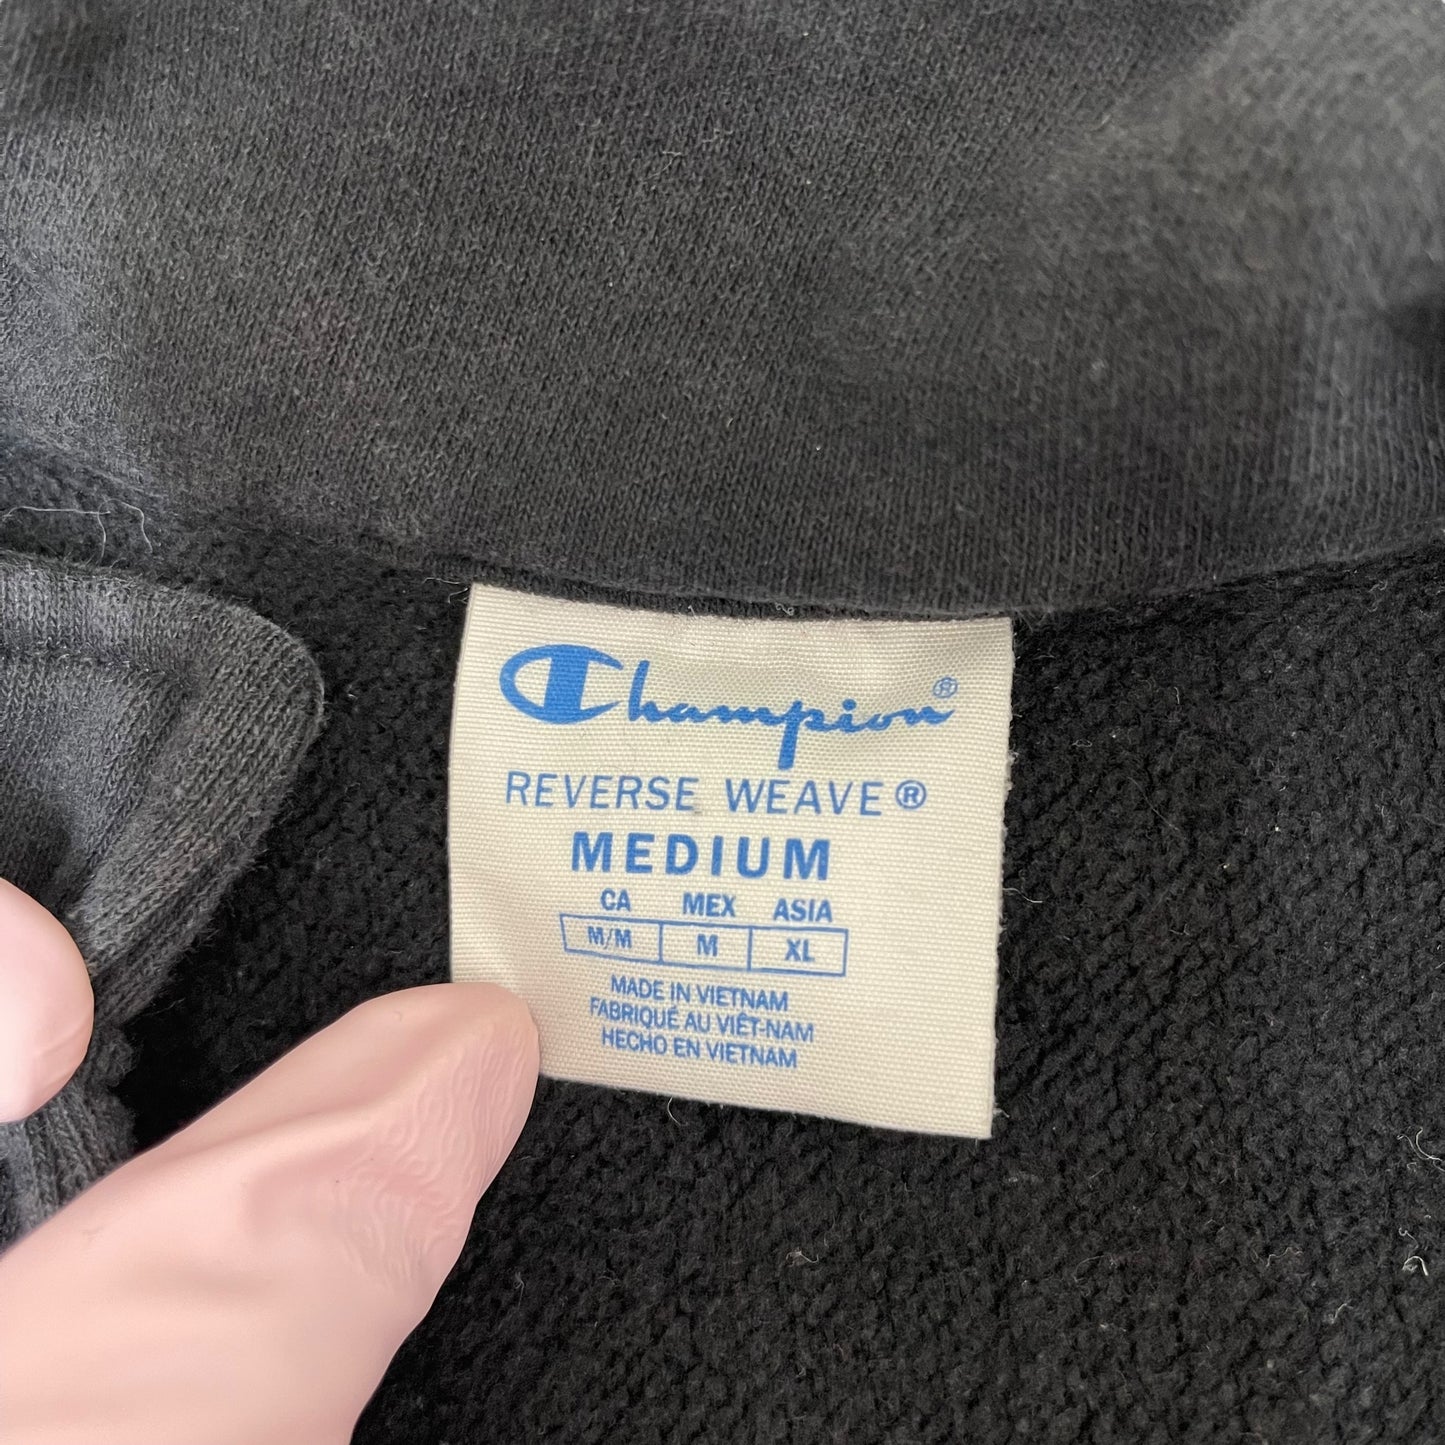 Champion®
REVERSE WEAVE®
MEDIUM
CA MEX ASIA
M/M M XL
MADE IN VIETNAM
FABRIQUÉ AU VIÊT-NAM
HECHO EN VIETNAM